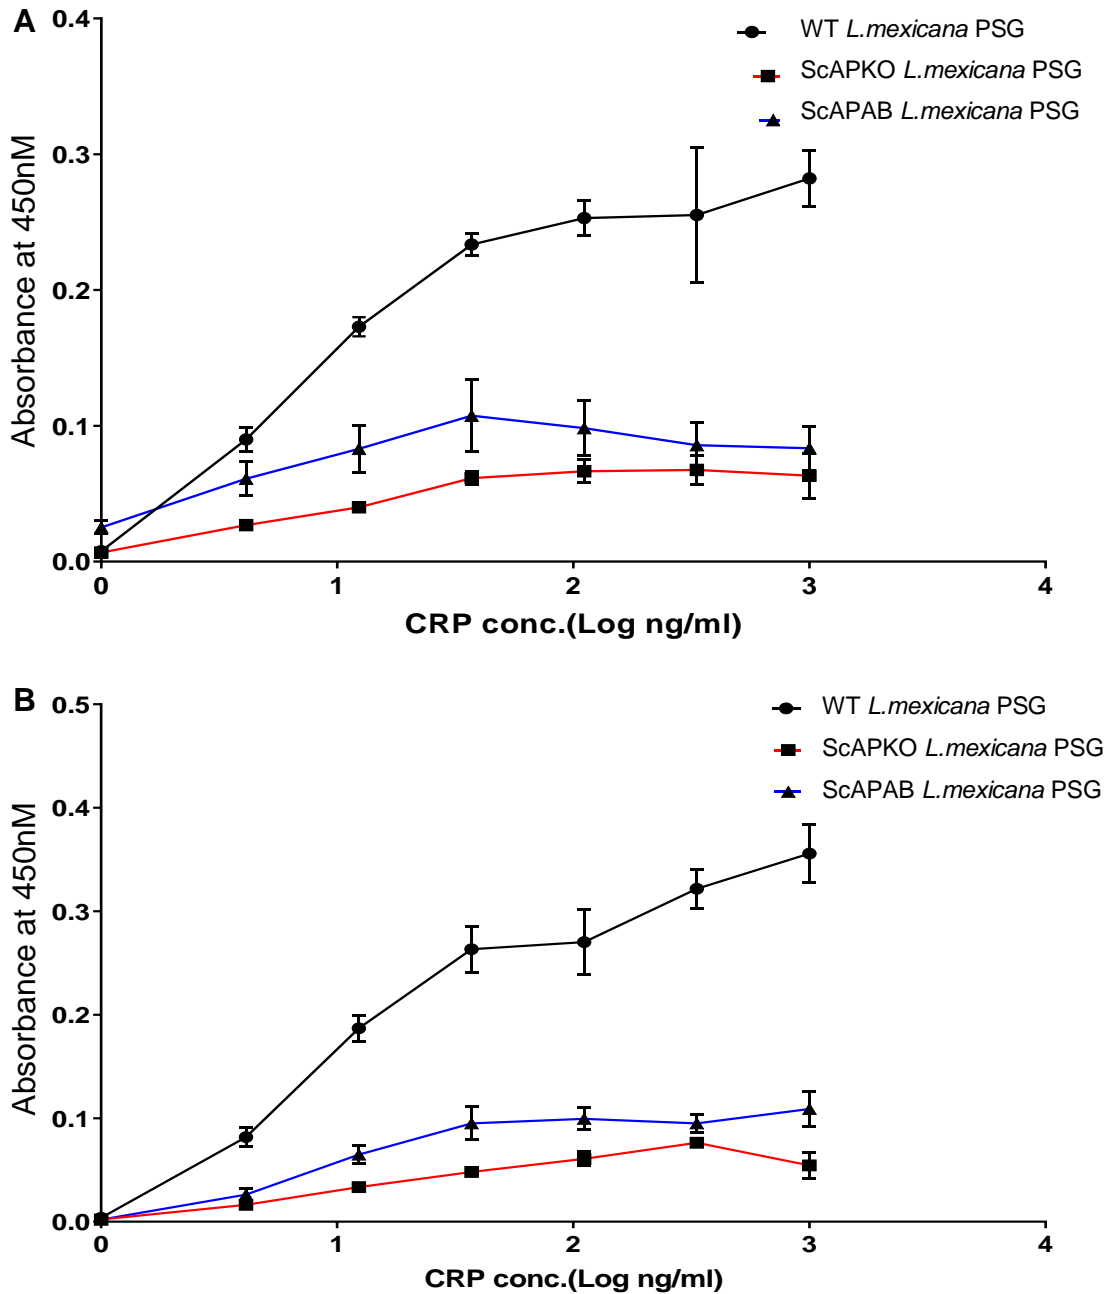 A
0.4
WT L.mexicana PSG
ScAPKO L.mexicana PSG
ScAPAB L.mexicana PSG
0.3
0.2
0.1
0.0
Absorbance at 450nM
0 1 2 3 4
CRP conc.(Log ng/ml)
B
0.5
WT L.mexicana PSG
ScAPKO L.mexicana PSG
ScAPAB L.mexicana PSG
0.4
0.3
0.2
0.1
0.0
Absorbance at 450nM
0 1 2 3 4
CRP conc.(Log ng/ml)